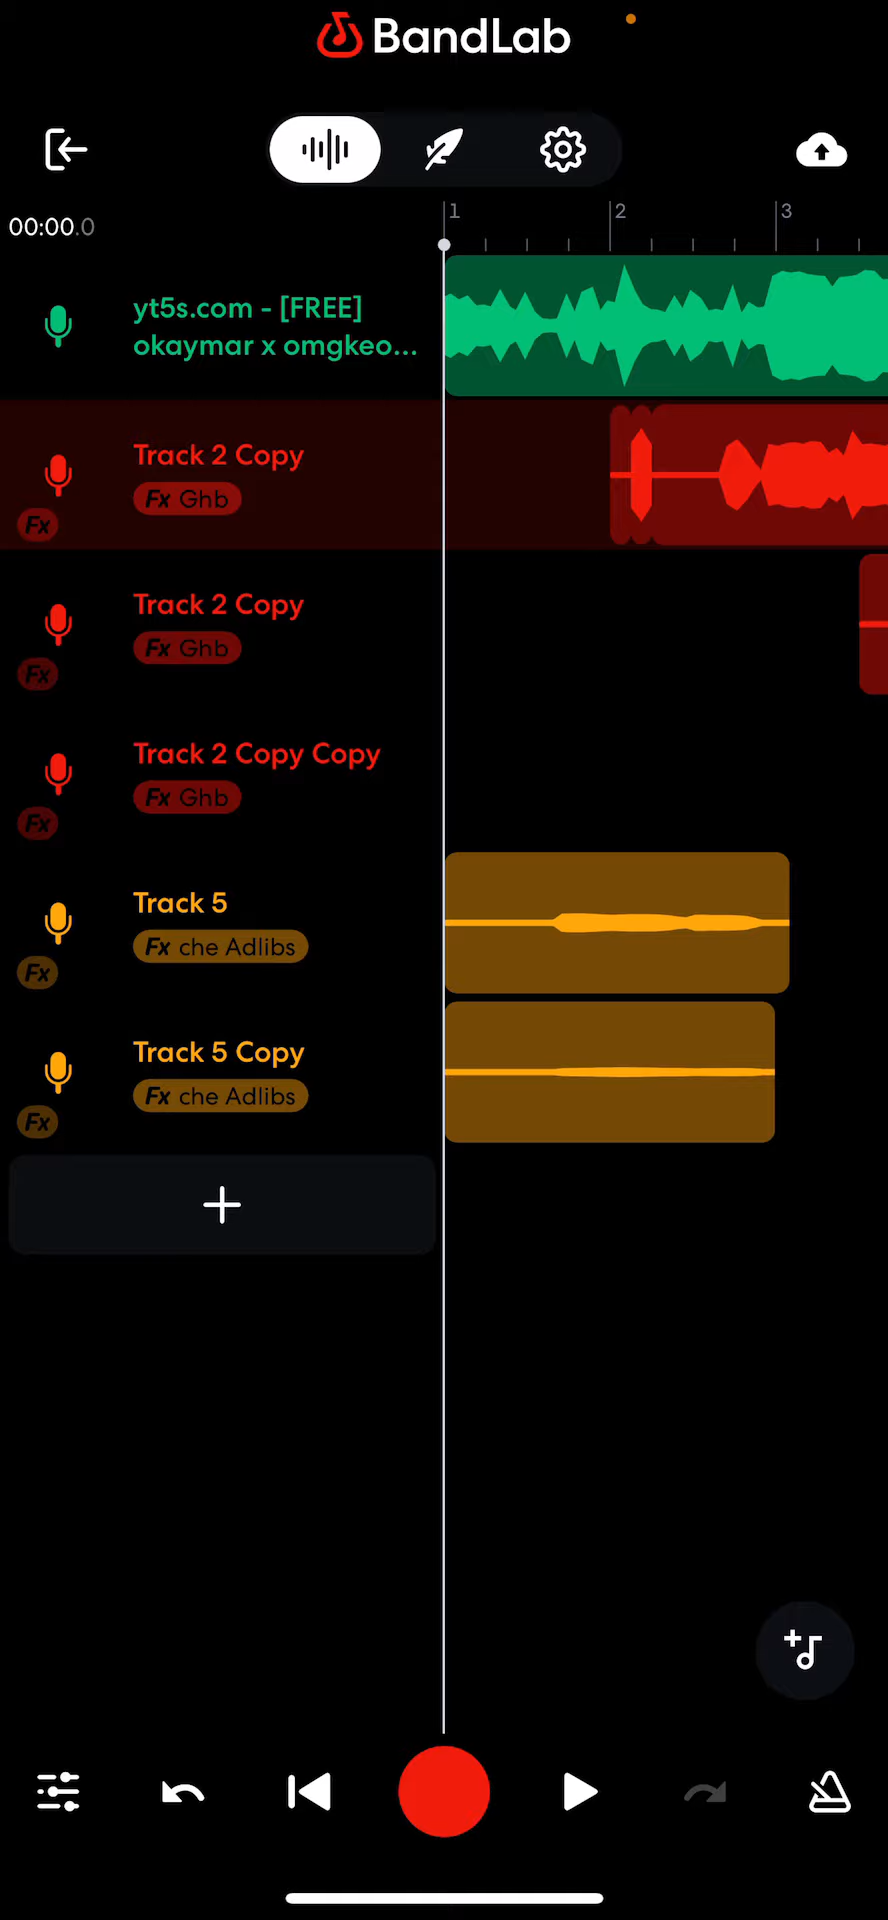 BandLab
00:00.0
1
2
3
yt5s.com - [FREE]
okaymar x omgkeo...
Track 2 Copy
Fx Ghb
Fx
Track 2 Copy
Fx Ghb
Fx
Track 2 Copy Copy
Fx Ghb
Fx
Track 5
Fx che Adlibs
Fx
Track 5 Copy
Fx che Adlibs
Fx